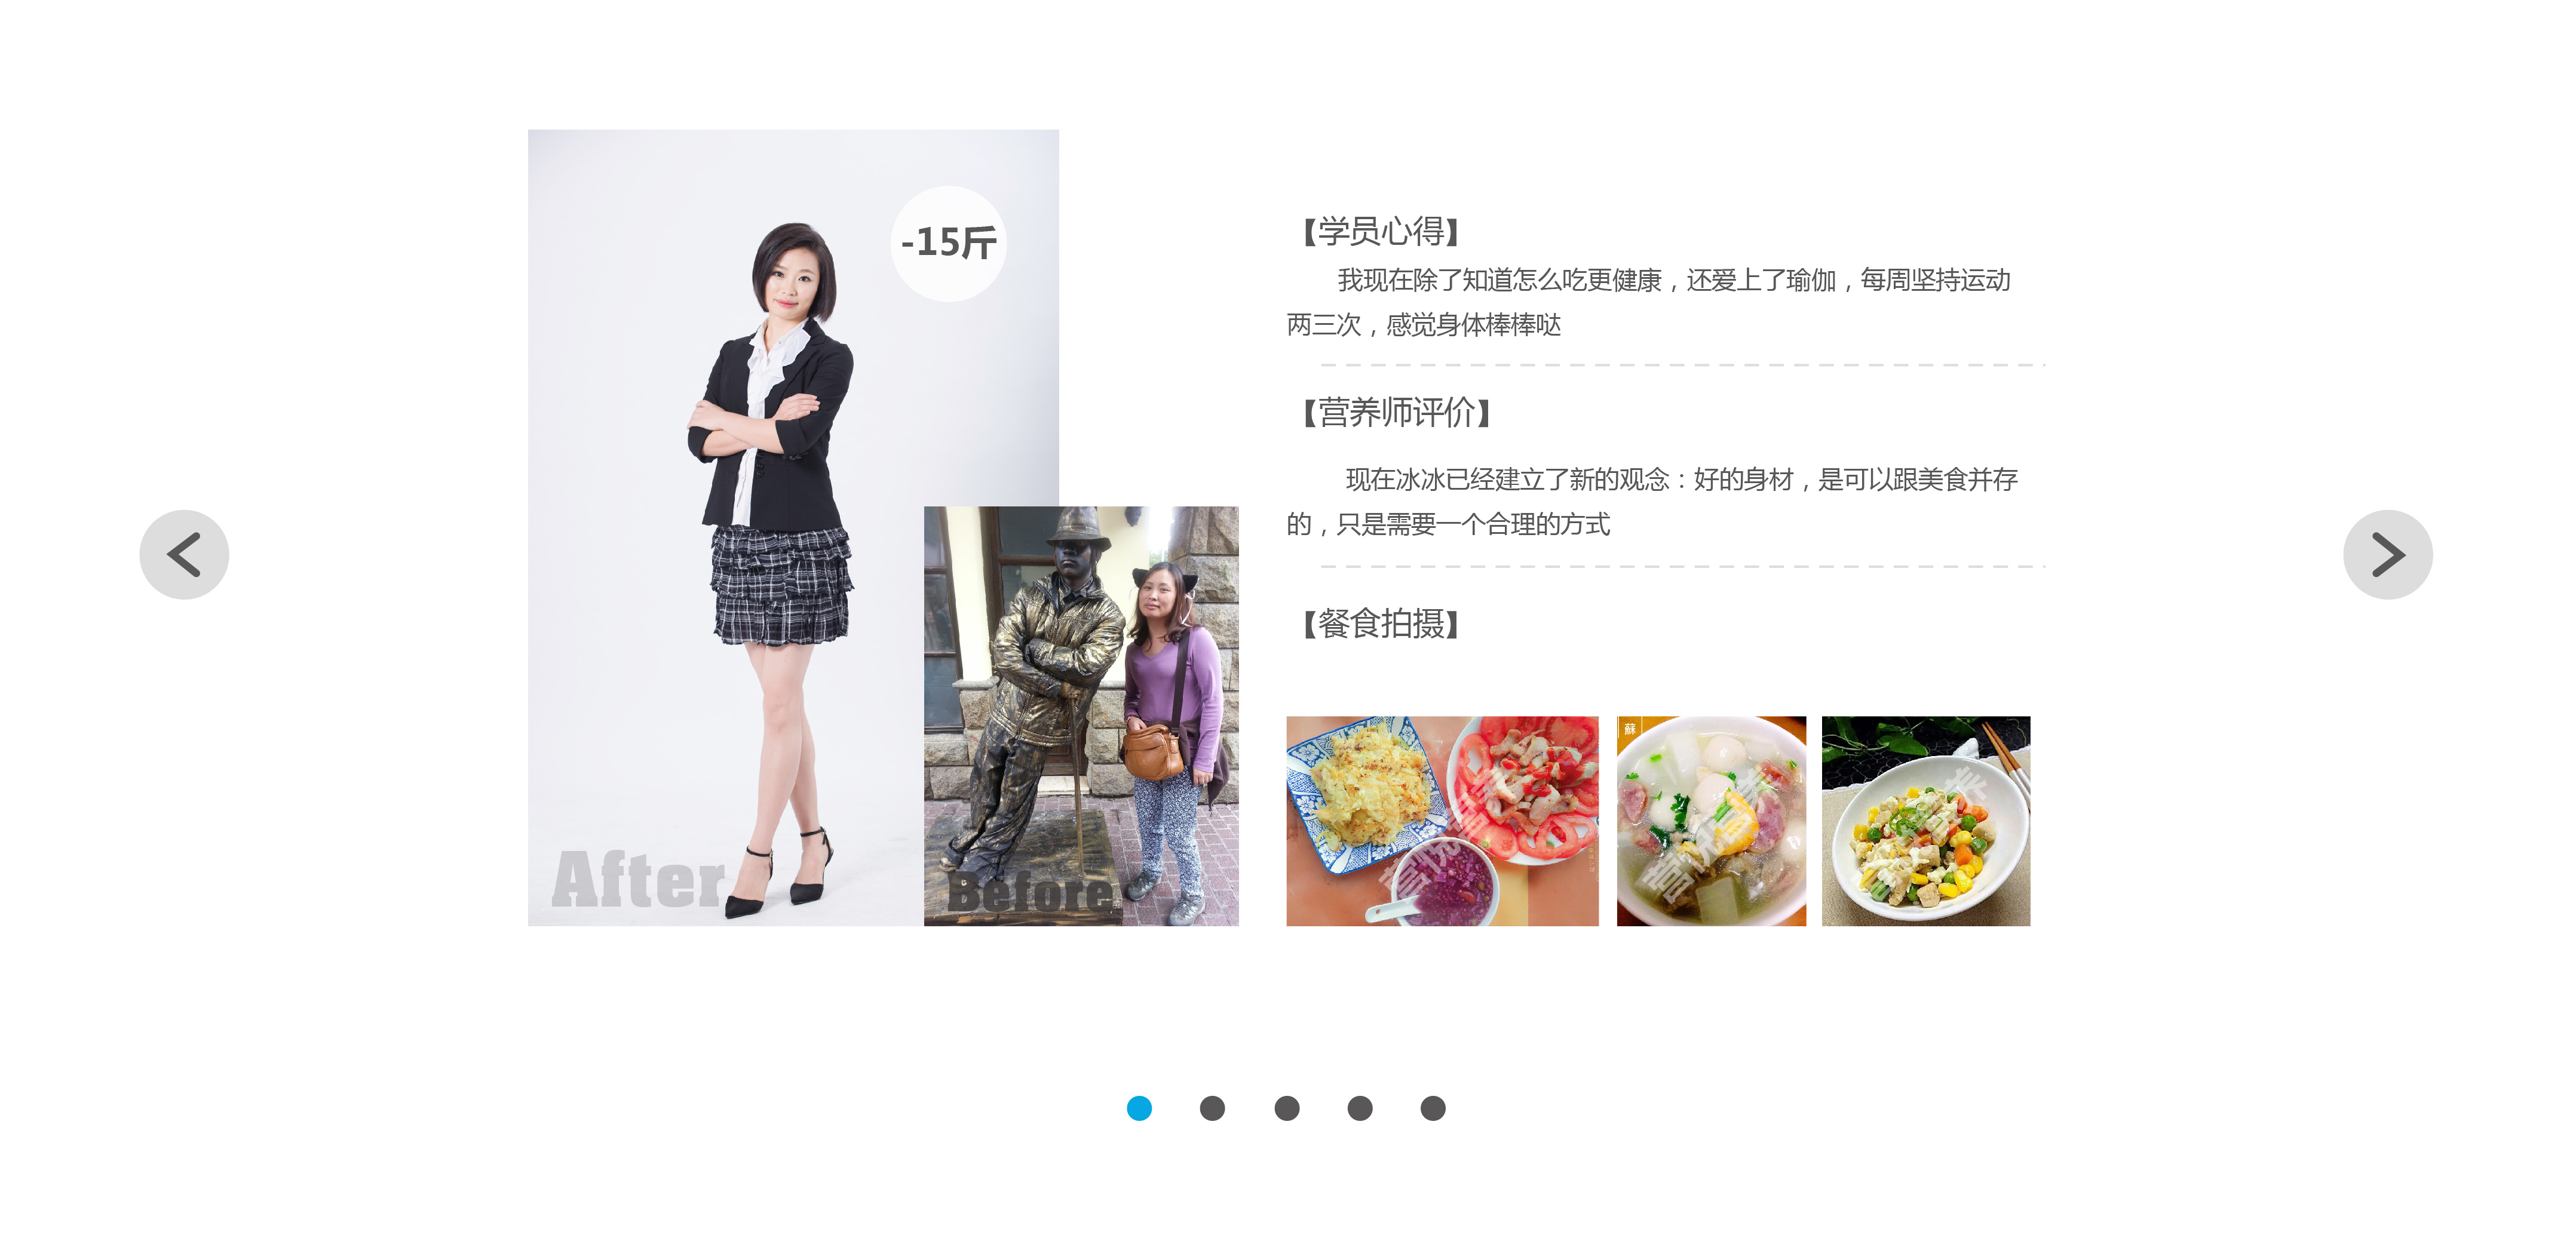 -15斤
After
Before
【学员心得】
我现在除了知道怎么吃更健康，还爱上了瑜伽，每周坚持运动
两三次，感觉身体棒棒哒
【营养师评价】
现在冰冰已经建立了新的观念：好的身材，是可以跟美食并存
的，只是需要一个合理的方式
【餐食拍摄】
蘇